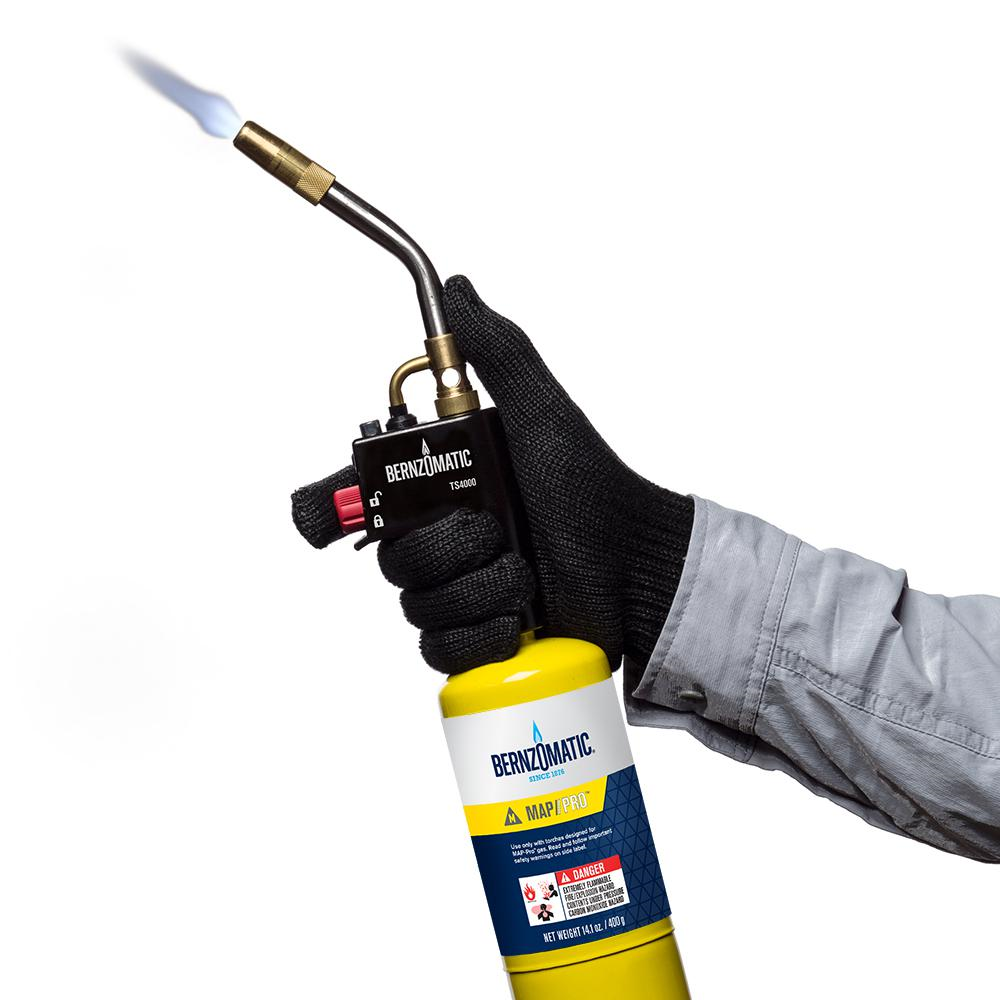 BERNZOMATIC
TS4000
BERNZOMATIC®
SINCE 1876
MAP//PRO™
Use only with torches designed for
MAP-Pro™ gas. Read and follow important
safety warnings on side label.
DANGER
EXTREMELY FLAMMABLE
FIRE/EXPLOSION HAZARD
CONTENTS UNDER PRESSURE
CARBON MONOXIDE HAZARD
NET WEIGHT 14.1 oz. / 400 g